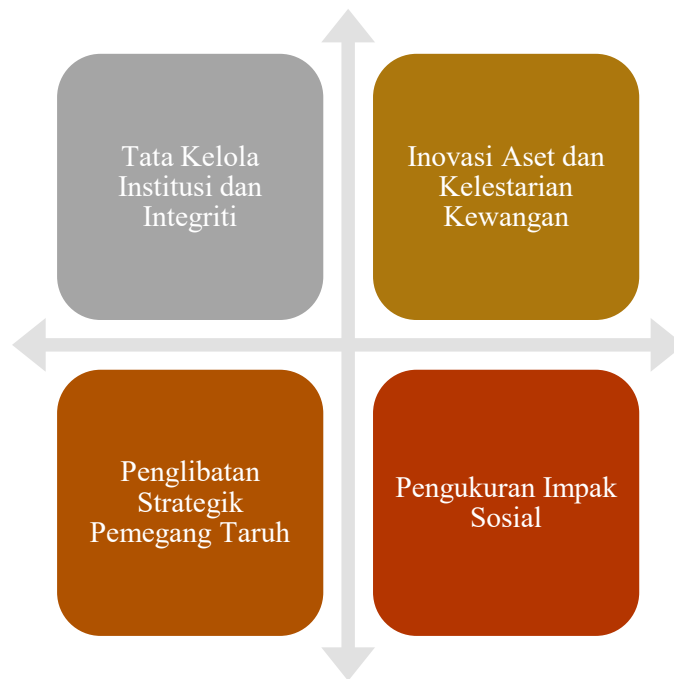 Tata Kelola
Institusi dan
Integriti
Inovasi Aset dan
Kelestarian
Kewangan
Penglibatan
Strategik
Pemegang Taruh
Pengukuran Impak
Sosial